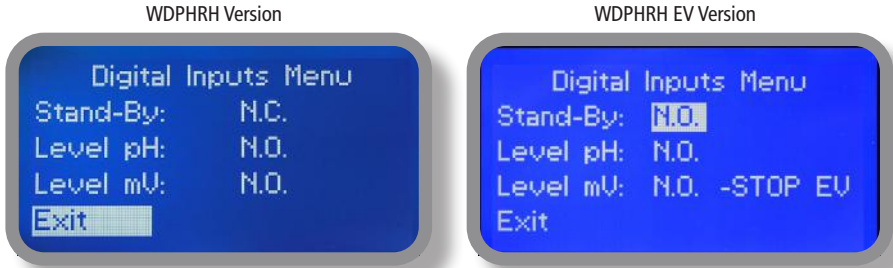 WDPHRH Version
Digital Inputs Menu
Stand-By: N.C.
Level pH: N.O.
Level mV: N.O.
Exit
WDPHRH EV Version
Digital Inputs Menu
Stand-By: N.O.
Level pH: N.O.
Level mV: N.O. -STOP EV
Exit